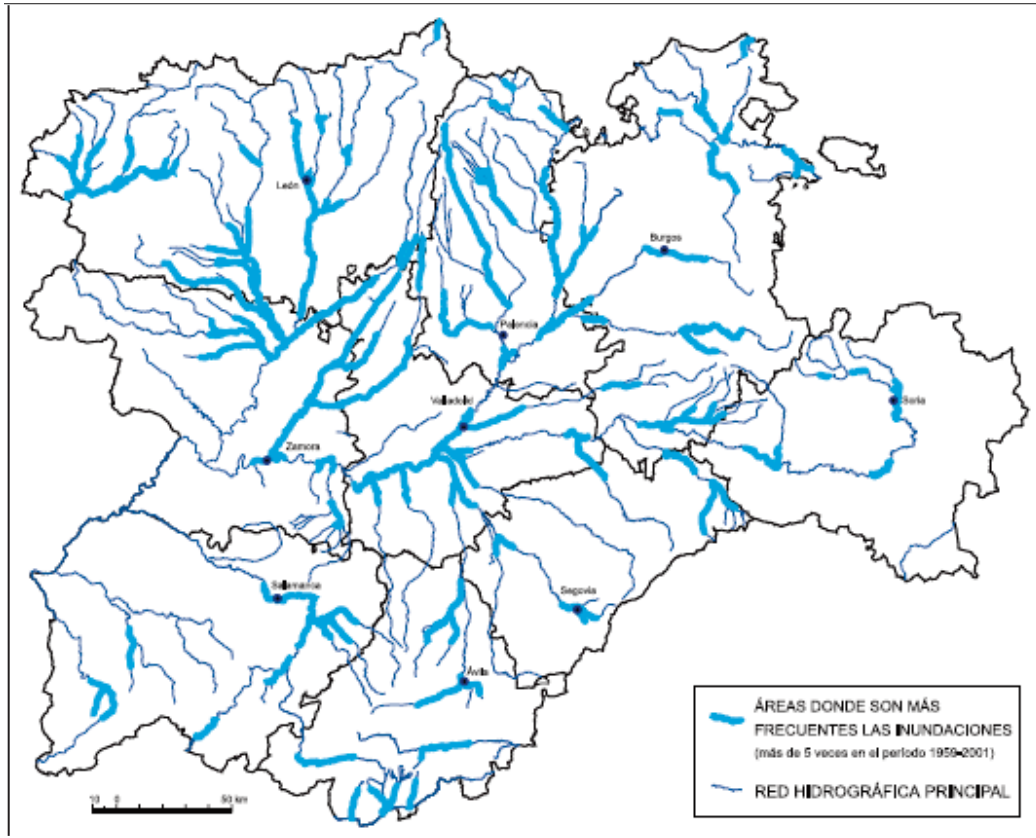 León
Burgos
Palencia
Valladolid
Soria
Zamora
Salamanca
Segovia
Ávila
ÁREAS DONDE SON MÁS
FRECUENTES LAS INUNDACIONES
(más de 5 veces en el período 1959-2001)
RED HIDROGRÁFICA PRINCIPAL
10 0 50 km